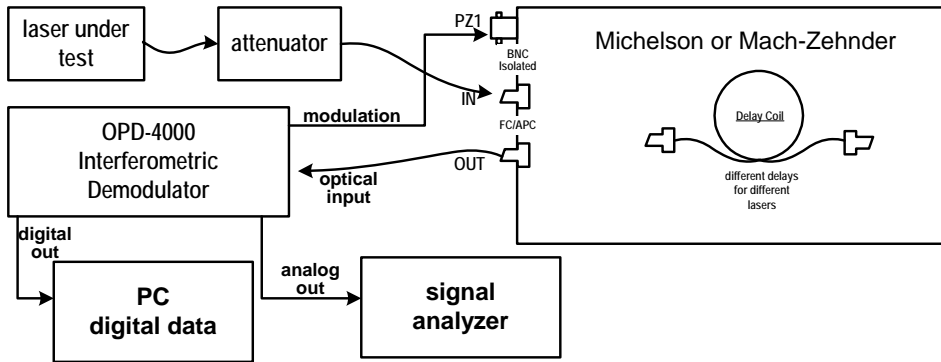 laser under
test
attenuator
PZ1
BNC
Isolated
IN
FC/APC
OUT
Michelson or Mach-Zehnder
Delay Coil
different delays
for different
lasers
modulation
OPD-4000
Interferometric
Demodulator
optical
input
digital
out
analog
out
PC
digital data
signal
analyzer